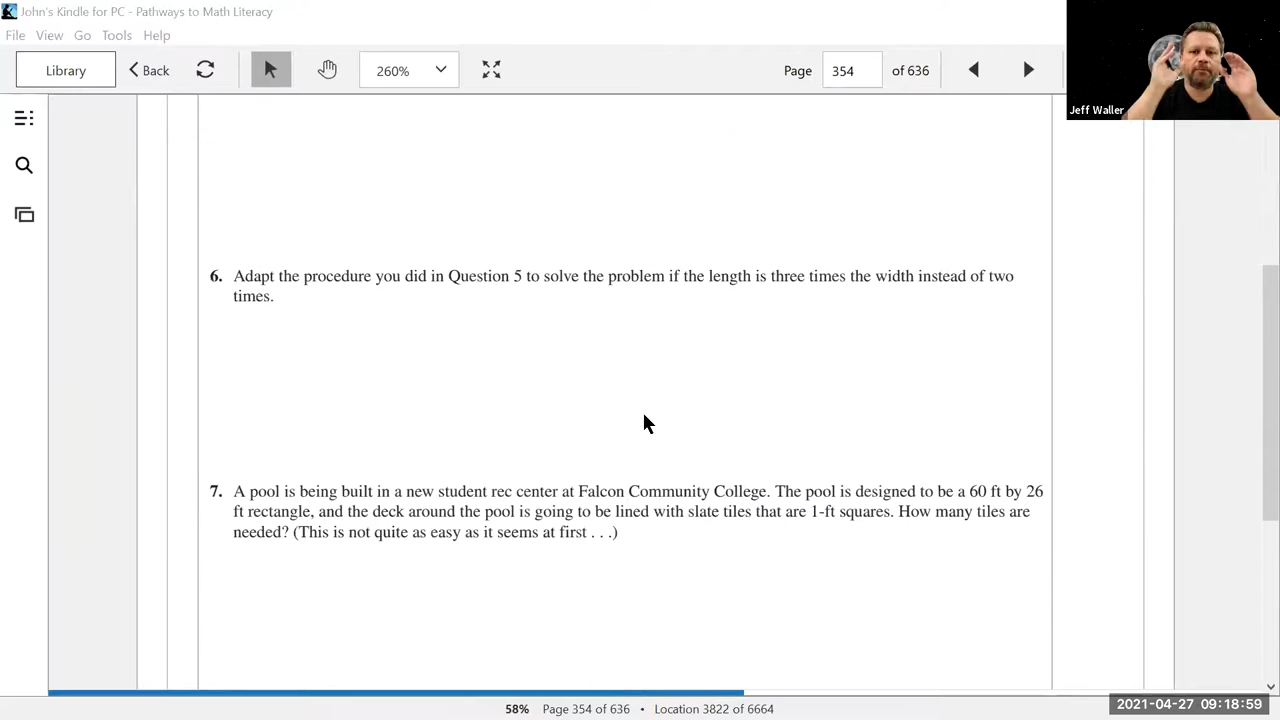 John's Kindle for PC - Pathways to Math Literacy
File View Go Tools Help
Library Back 260% Page 354 of 636
Jeff Waller
6. Adapt the procedure you did in Question 5 to solve the problem if the length is three times the width instead of two
times.
7. A pool is being built in a new student rec center at Falcon Community College. The pool is designed to be a 60 ft by 26
ft rectangle, and the deck around the pool is going to be lined with slate tiles that are 1-ft squares. How many tiles are
needed? (This is not quite as easy as it seems at first . . .)
58% Page 354 of 636 • Location 3822 of 6664
2021-04-27 09:18:59